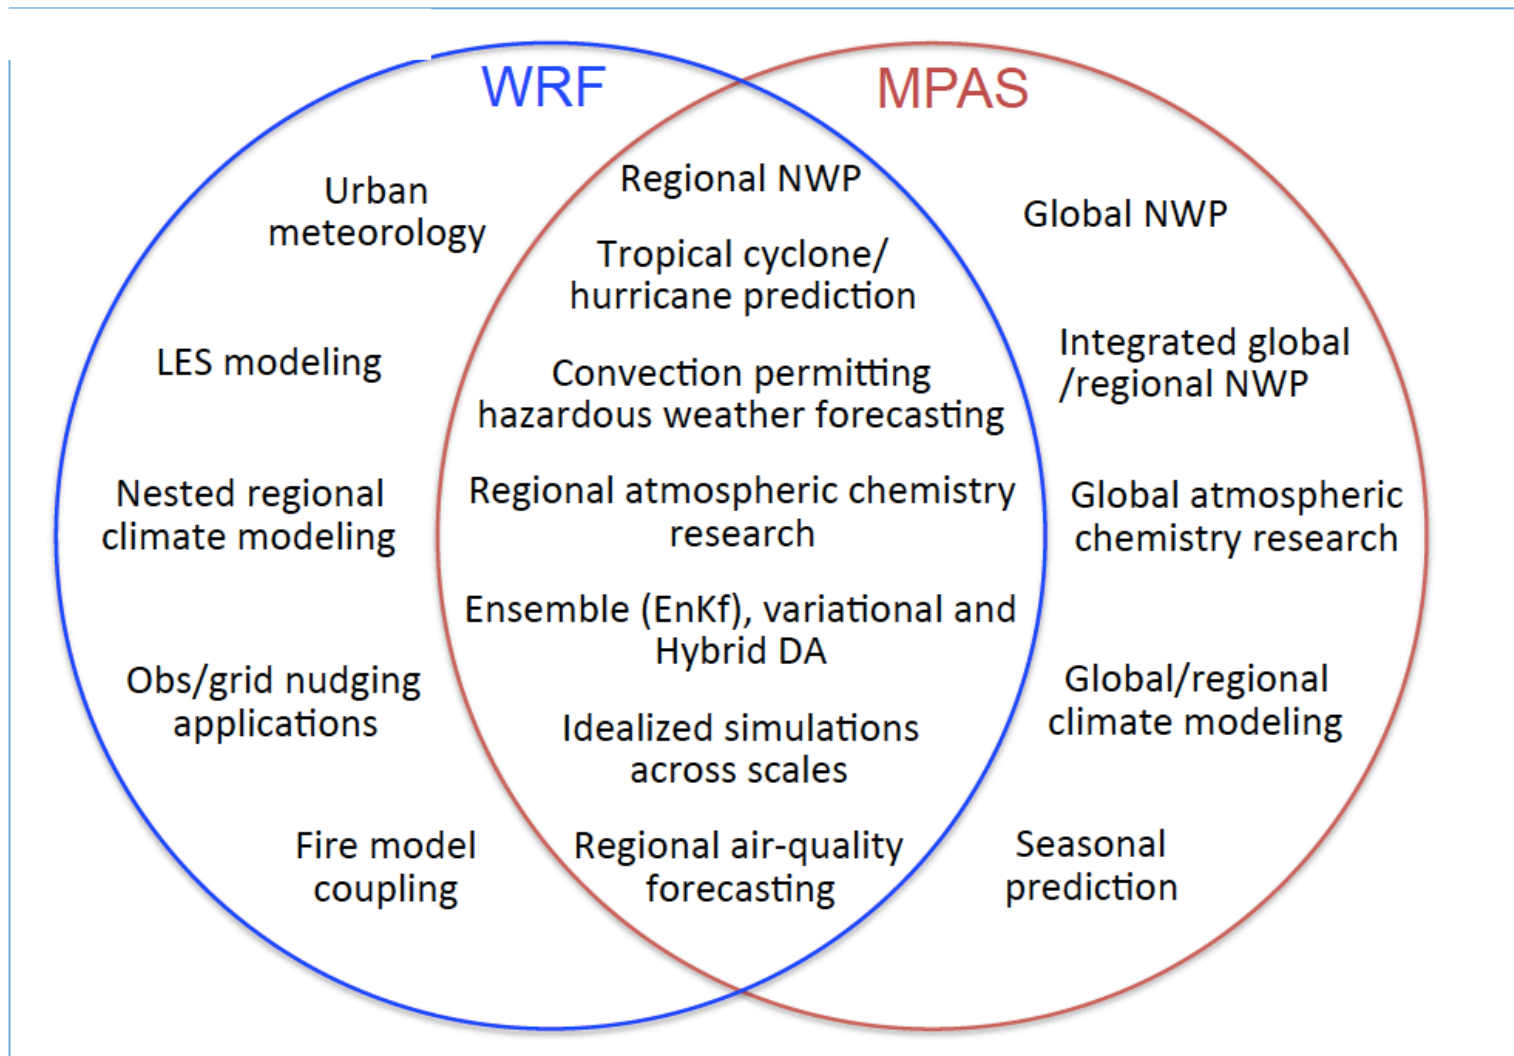 WRF
MPAS
Urban
meteorology
LES modeling
Nested regional
climate modeling
Obs/grid nudging
applications
Fire model
coupling
Regional NWP
Tropical cyclone/
hurricane prediction
Convection permitting
hazardous weather forecasting
Regional atmospheric chemistry
research
Ensemble (EnKf), variational and
Hybrid DA
Idealized simulations
across scales
Regional air-quality
forecasting
Global NWP
Integrated global
/regional NWP
Global atmospheric
chemistry research
Global/regional
climate modeling
Seasonal
prediction